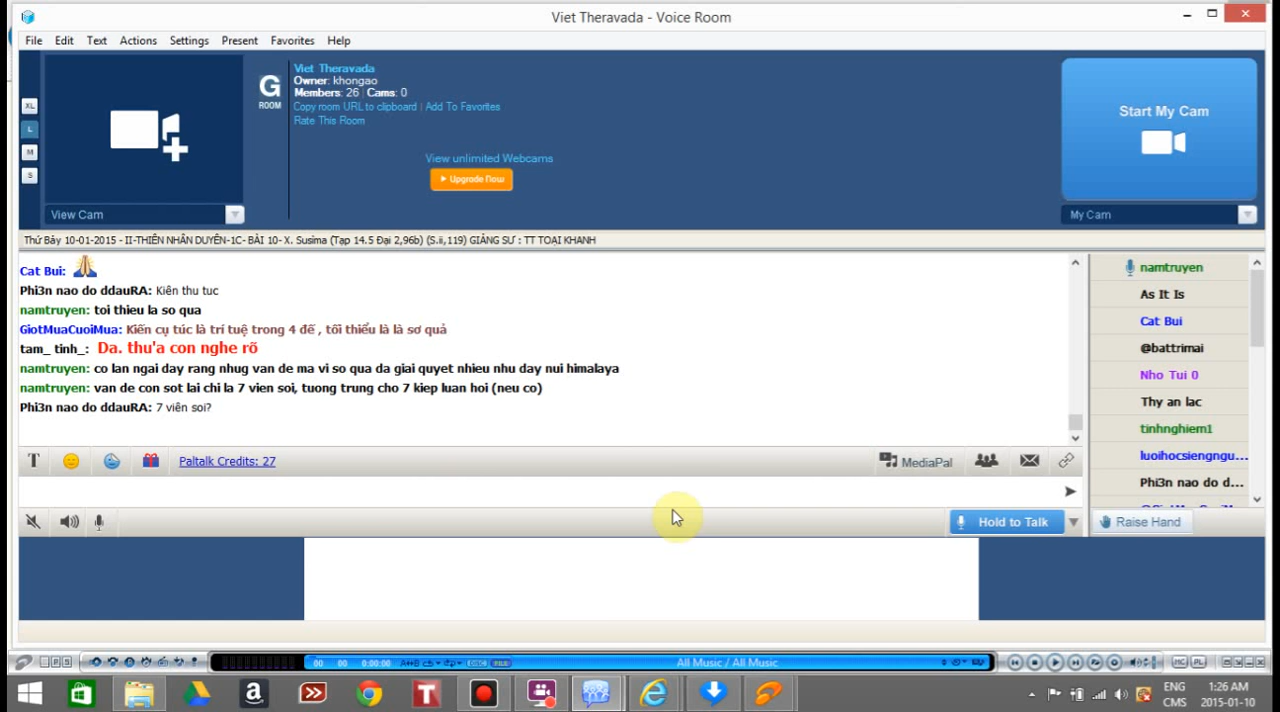 Viet Theravada - Voice Room
File Edit Text Actions Settings Present Favorites Help
Viet Theravada
G ROOM
Owner: khongao
Members: 26 | Cams: 0
Copy room URL to clipboard | Add To Favorites
Rate This Room
View unlimited Webcams
Upgrade Now
XL
L
M
S
View Cam
Start My Cam
My Cam
Thứ Bảy 10-01-2015 - II-THIÊN NHÂN DUYÊN-1C- BÀI 10- X. Susima (Tạp 14.5 Đại 2,96b) (S.ii,119) GIẢNG SƯ : TT TOẠI KHANH
Cat Bui:
Phi3n nao do ddauRA: Kiên thu tuc
namtruyen: toi thieu la so qua
GiotMuaCuoiMua: Kiến cụ túc là trí tuệ trong 4 đế , tối thiểu là là sơ quả
tam_ tinh_: Da. thu'a con nghe rõ
namtruyen: co lan ngai day rang nhug van de ma vi so qua da giai quyet nhieu nhu day nui himalaya
namtruyen: van de con sot lai chi la 7 vien soi, tuong trung cho 7 kiep luan hoi (neu co)
Phi3n nao do ddauRA: 7 viên soi?
namtruyen
As It Is
Cat Bui
@battrimai
Nho Tui 0
Thy an lac
tinhnghiem1
luoihocsiengngu...
Phi3n nao do d...
T
Paltalk Credits: 27
MediaPal
Hold to Talk
Raise Hand
00 00 0:00:00 A↔B
All Music / All Music
ENG
CMS
1:26 AM
2015-01-10